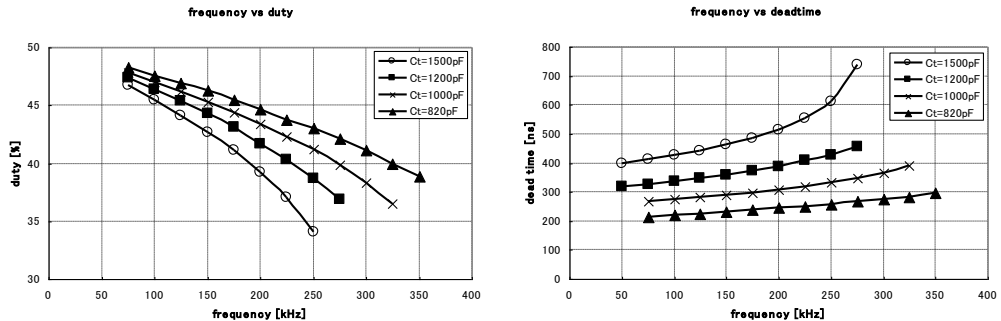 frequency vs duty
50
45
40
35
30
duty [%]
0
50
100
150
200
250
300
350
400
frequency [kHz]
Ct=1500pF
Ct=1200pF
Ct=1000pF
Ct=820pF
frequency vs deadtime
800
700
600
500
400
300
200
100
0
dead time [ns]
0
50
100
150
200
250
300
350
400
frequency [kHz]
Ct=1500pF
Ct=1200pF
Ct=1000pF
Ct=820pF